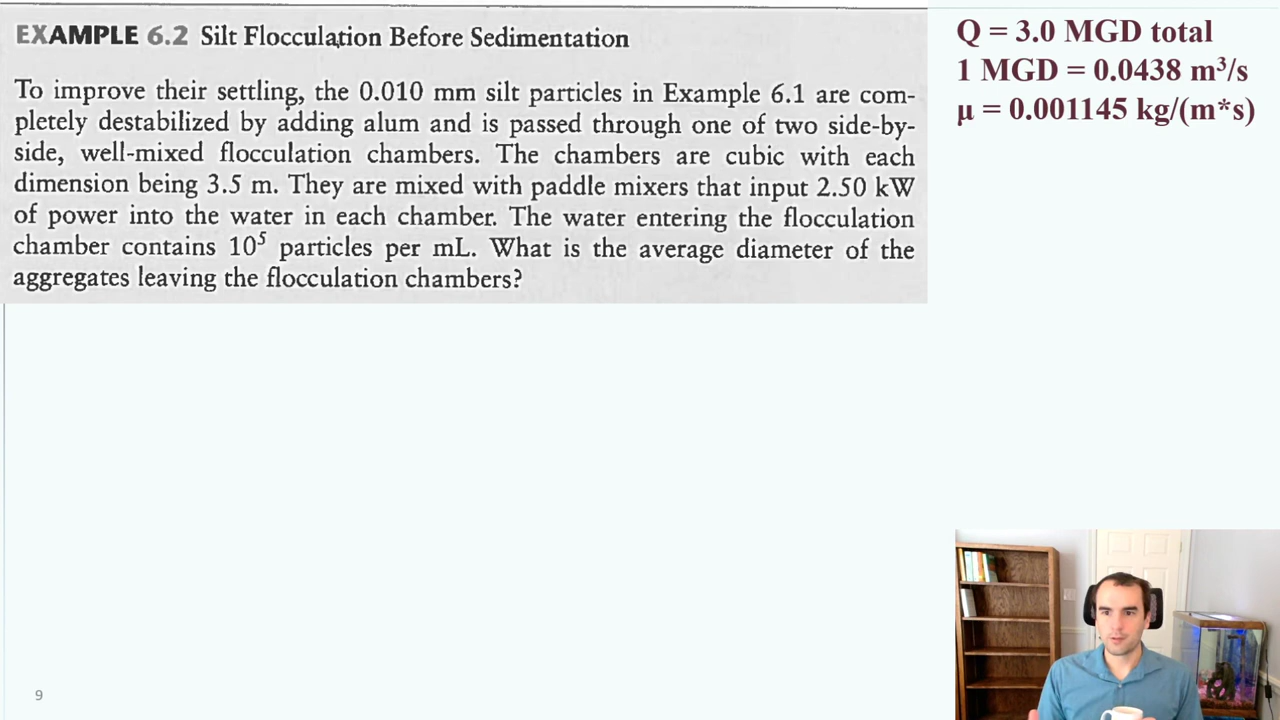 EXAMPLE 6.2 Silt Flocculation Before Sedimentation
To improve their settling, the 0.010 mm silt particles in Example 6.1 are com-
pletely destabilized by adding alum and is passed through one of two side-by-
side, well-mixed flocculation chambers. The chambers are cubic with each
dimension being 3.5 m. They are mixed with paddle mixers that input 2.50 kW
of power into the water in each chamber. The water entering the flocculation
chamber contains 10⁵ particles per mL. What is the average diameter of the
aggregates leaving the flocculation chambers?
Q = 3.0 MGD total
1 MGD = 0.0438 m³/s
μ = 0.001145 kg/(m*s)
9